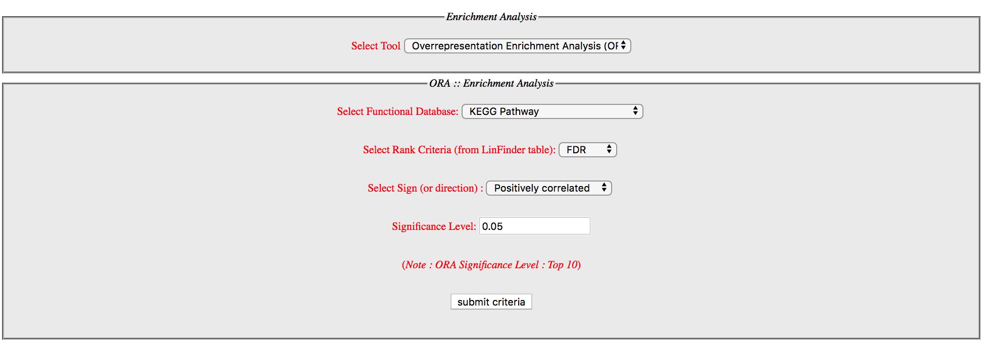 Enrichment Analysis
Select Tool Overrepresentation Enrichment Analysis (OF
ORA :: Enrichment Analysis
Select Functional Database: KEGG Pathway
Select Rank Criteria (from LinFinder table): FDR
Select Sign (or direction) : Positively correlated
Significance Level: 0.05
(Note : ORA Significance Level : Top 10)
submit criteria